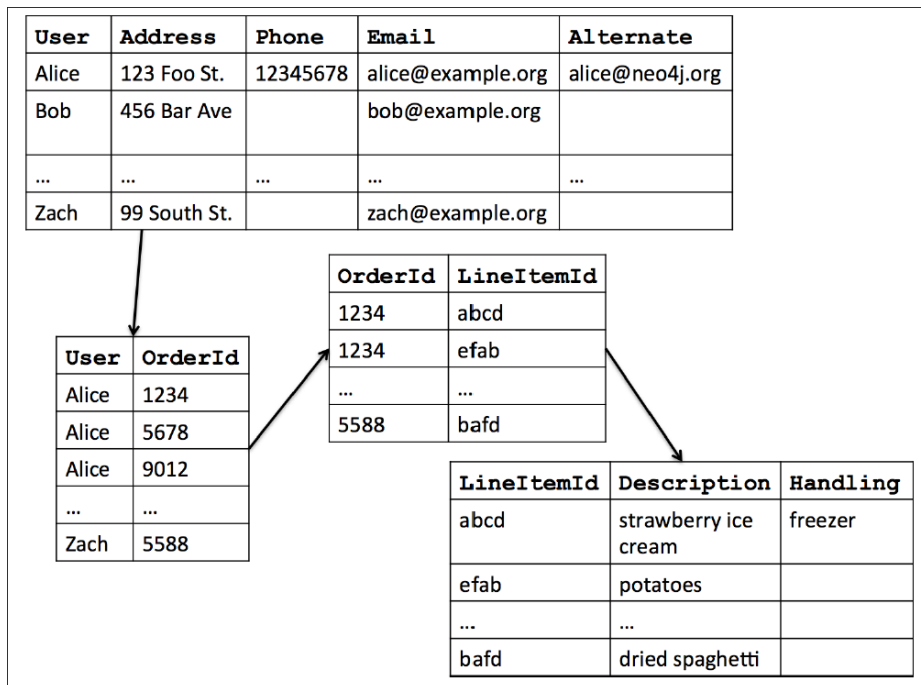 User Address Phone Email Alternate
Alice 123 Foo St. 12345678 alice@example.org alice@neo4j.org
Bob 456 Bar Ave bob@example.org
... ... ... ... ...
Zach 99 South St. zach@example.org
User OrderId
Alice 1234
Alice 5678
Alice 9012
... ...
Zach 5588
OrderId LineItemId
1234 abcd
1234 efab
... ...
5588 bafd
LineItemId Description Handling
abcd strawberry ice freezer
cream
efab potatoes
... ...
bafd dried spaghetti